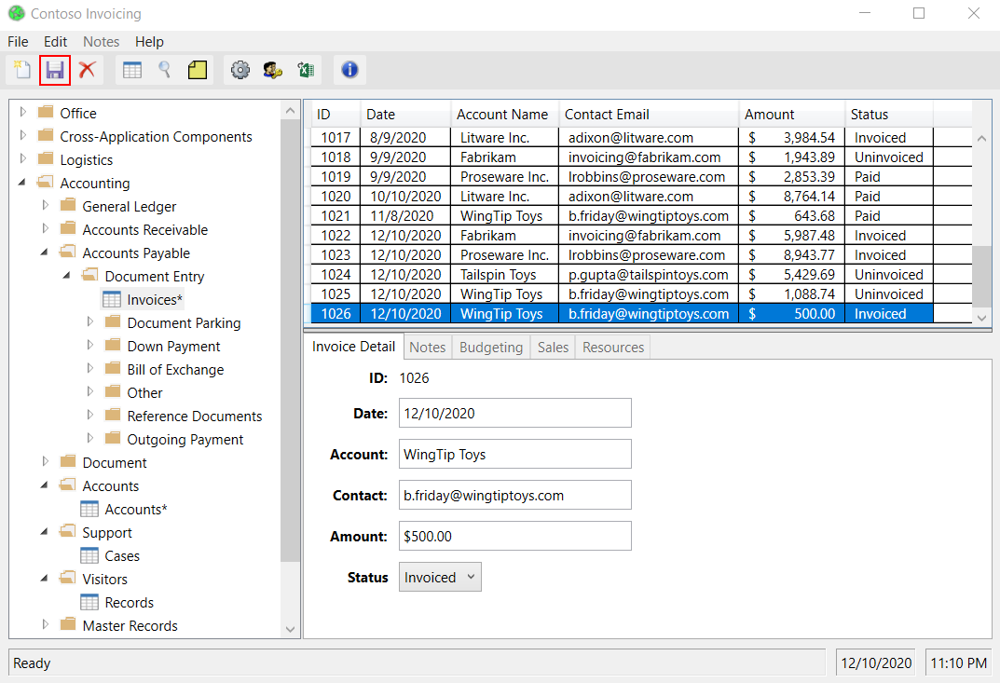 Contoso Invoicing
File Edit Notes Help
Office
Cross-Application Components
Logistics
Accounting
General Ledger
Accounts Receivable
Accounts Payable
Document Entry
Invoices*
Document Parking
Down Payment
Bill of Exchange
Other
Reference Documents
Outgoing Payment
Document
Accounts
Accounts*
Support
Cases
Visitors
Records
Master Records
ID Date Account Name Contact Email Amount Status
1017 8/9/2020 Litware Inc. adixon@litware.com $ 3,984.54 Invoiced
1018 9/9/2020 Fabrikam invoicing@fabrikam.com $ 1,943.89 Uninvoiced
1019 9/9/2020 Proseware Inc. lrobbins@proseware.com $ 2,853.39 Paid
1020 10/10/2020 Litware Inc. adixon@litware.com $ 8,764.14 Paid
1021 11/8/2020 WingTip Toys b.friday@wingtiptoys.com $ 643.68 Paid
1022 12/10/2020 Fabrikam invoicing@fabrikam.com $ 5,987.48 Invoiced
1023 12/10/2020 Proseware Inc. lrobbins@proseware.com $ 8,943.77 Invoiced
1024 12/10/2020 Tailspin Toys p.gupta@tailspintoys.com $ 5,429.69 Uninvoiced
1025 12/10/2020 WingTip Toys b.friday@wingtiptoys.com $ 1,088.74 Uninvoiced
1026 12/10/2020 WingTip Toys b.friday@wingtiptoys.com $ 500.00 Invoiced
Invoice Detail Notes Budgeting Sales Resources
ID: 1026
Date: 12/10/2020
Account: WingTip Toys
Contact: b.friday@wingtiptoys.com
Amount: $500.00
Status Invoiced
Ready 12/10/2020 11:10 PM